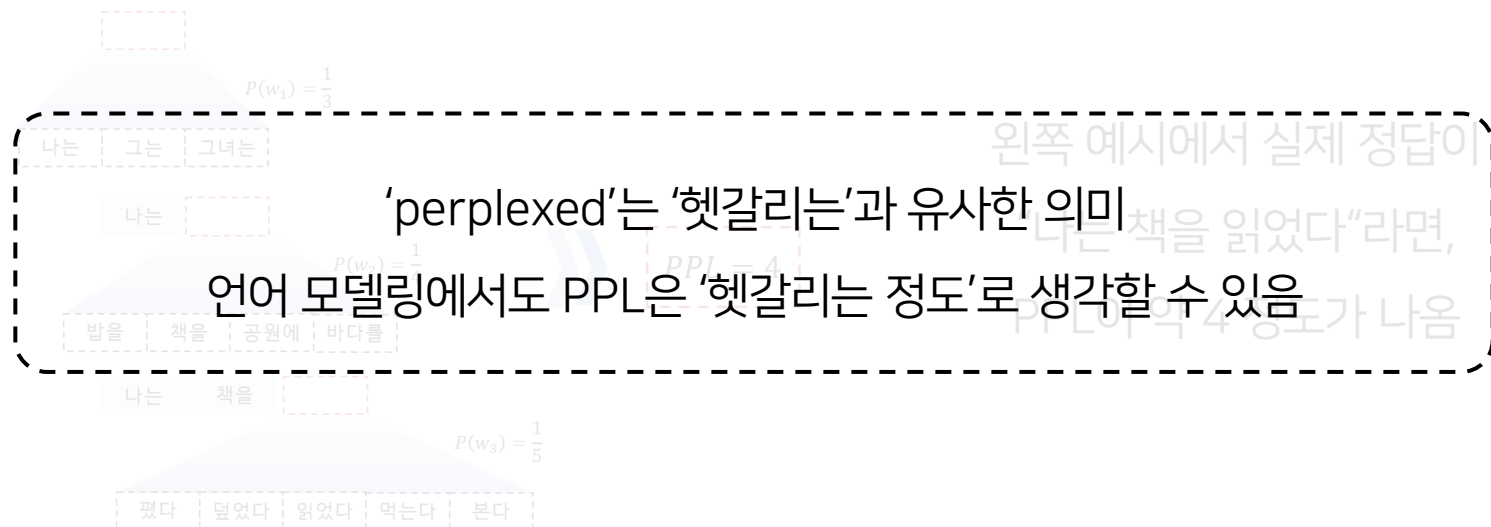 P(w₁) = 1/3
나는 그는 그녀는
왼쪽 예시에서 실제 정답이
'perplexed'는 '헷갈리는'과 유사한 의미
나는
"나는 책을 읽었다"라면,
P(w₂) =
PPL = 4
언어 모델링에서도 PPL은 '헷갈리는 정도'로 생각할 수 있음
PPL이 약 4 정도가 나옴
밥을 책을 공원에 바다를
나는 책을
P(w₃) = 1/5
폈다 덮었다 읽었다 먹는다 본다